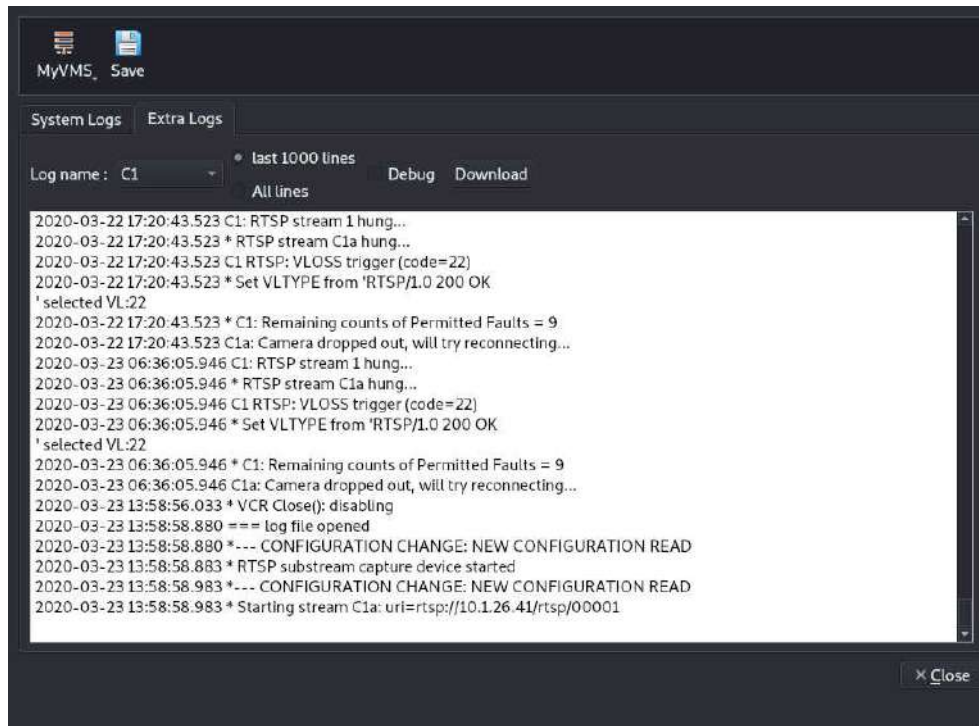 MyVMS Save
System Logs Extra Logs
Log name : C1
last 1000 lines
All lines
Debug Download
2020-03-22 17:20:43.523 C1: RTSP stream 1 hung...
2020-03-22 17:20:43.523 * RTSP stream C1a hung...
2020-03-22 17:20:43.523 C1 RTSP: VLOSS trigger (code=22)
2020-03-22 17:20:43.523 * Set VLTYPE from 'RTSP/1.0 200 OK
' selected VL:22
2020-03-22 17:20:43.523 * C1: Remaining counts of Permitted Faults = 9
2020-03-22 17:20:43.523 C1a: Camera dropped out, will try reconnecting...
2020-03-23 06:36:05.946 C1: RTSP stream 1 hung...
2020-03-23 06:36:05.946 * RTSP stream C1a hung...
2020-03-23 06:36:05.946 C1 RTSP: VLOSS trigger (code=22)
2020-03-23 06:36:05.946 * Set VLTYPE from 'RTSP/1.0 200 OK
' selected VL:22
2020-03-23 06:36:05.946 * C1: Remaining counts of Permitted Faults = 9
2020-03-23 06:36:05.946 C1a: Camera dropped out, will try reconnecting...
2020-03-23 13:58:56.033 * VCR Close(): disabling
2020-03-23 13:58:58.880 === log file opened
2020-03-23 13:58:58.880 *--- CONFIGURATION CHANGE: NEW CONFIGURATION READ
2020-03-23 13:58:58.883 * RTSP substream capture device started
2020-03-23 13:58:58.983 *--- CONFIGURATION CHANGE: NEW CONFIGURATION READ
2020-03-23 13:58:58.983 * Starting stream C1a: uri=rtsp://10.1.26.41/rtsp/00001
Close